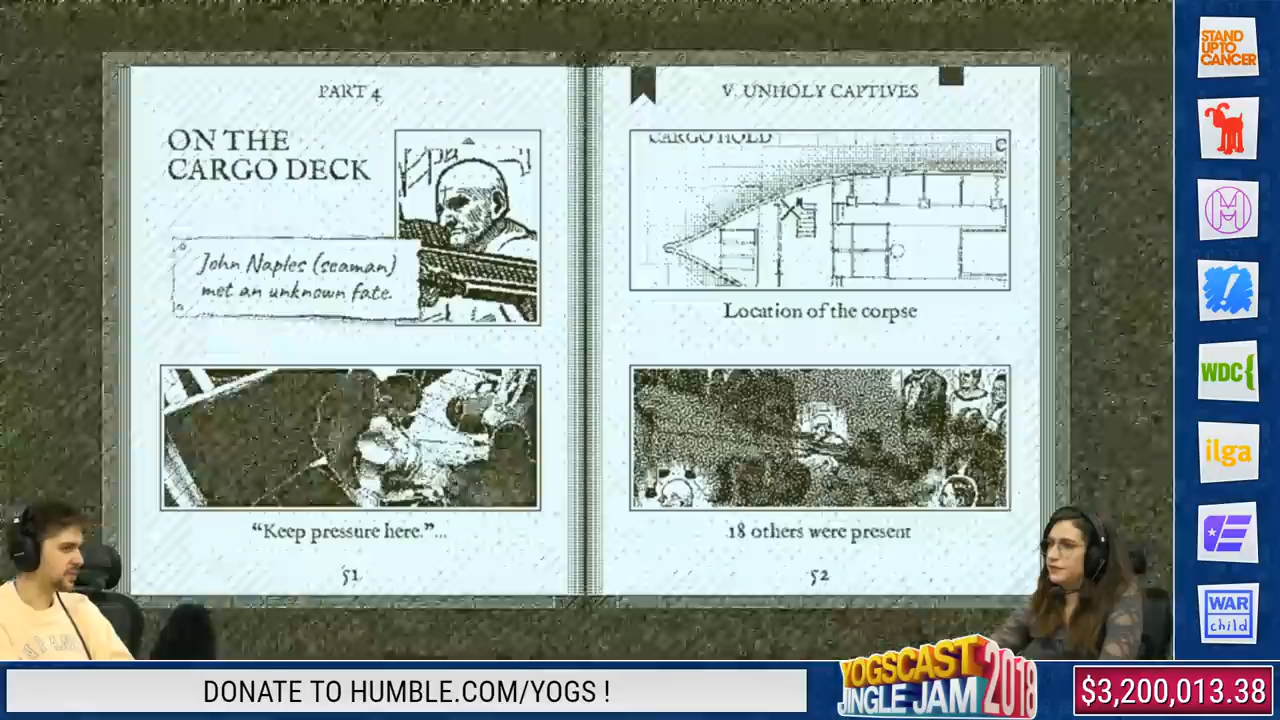 PART 4
ON THE
CARGO DECK
John Naples (seaman)
met an unknown fate.
"Keep pressure here."...
51
V. UNHOLY CAPTIVES
CARGO HOLD
C
Location of the corpse
18 others were present
52
STAND
UP TO
CANCER
!
WDC
ilga
WAR
child
DONATE TO HUMBLE.COM/YOGS !
YOGSCAST
JINGLE JAM 2018
$3,200,013.38